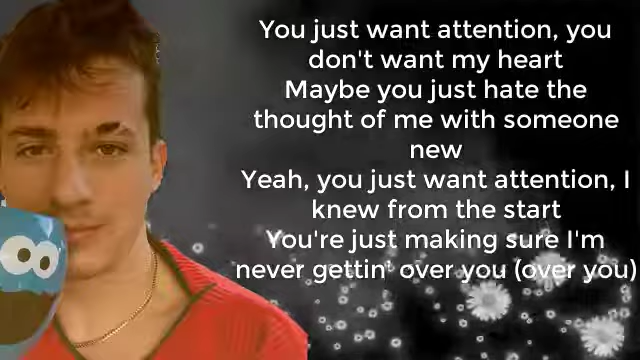 You just want attention, you
don't want my heart
Maybe you just hate the
thought of me with someone
new
Yeah, you just want attention, I
knew from the start
You're just making sure I'm
never gettin' over you (over you)